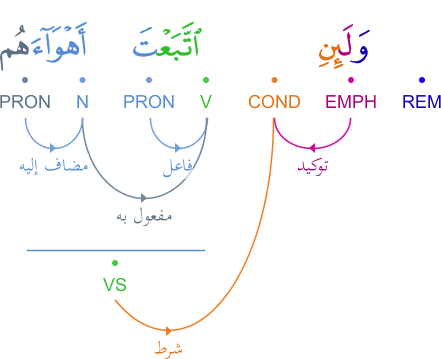 وَلَئِنِ ٱتَّبَعْتَ أَهْوَآءَهُم
REM EMPH COND V PRON N PRON
توكيد فاعل مضاف إليه
مفعول به
VS
شرط